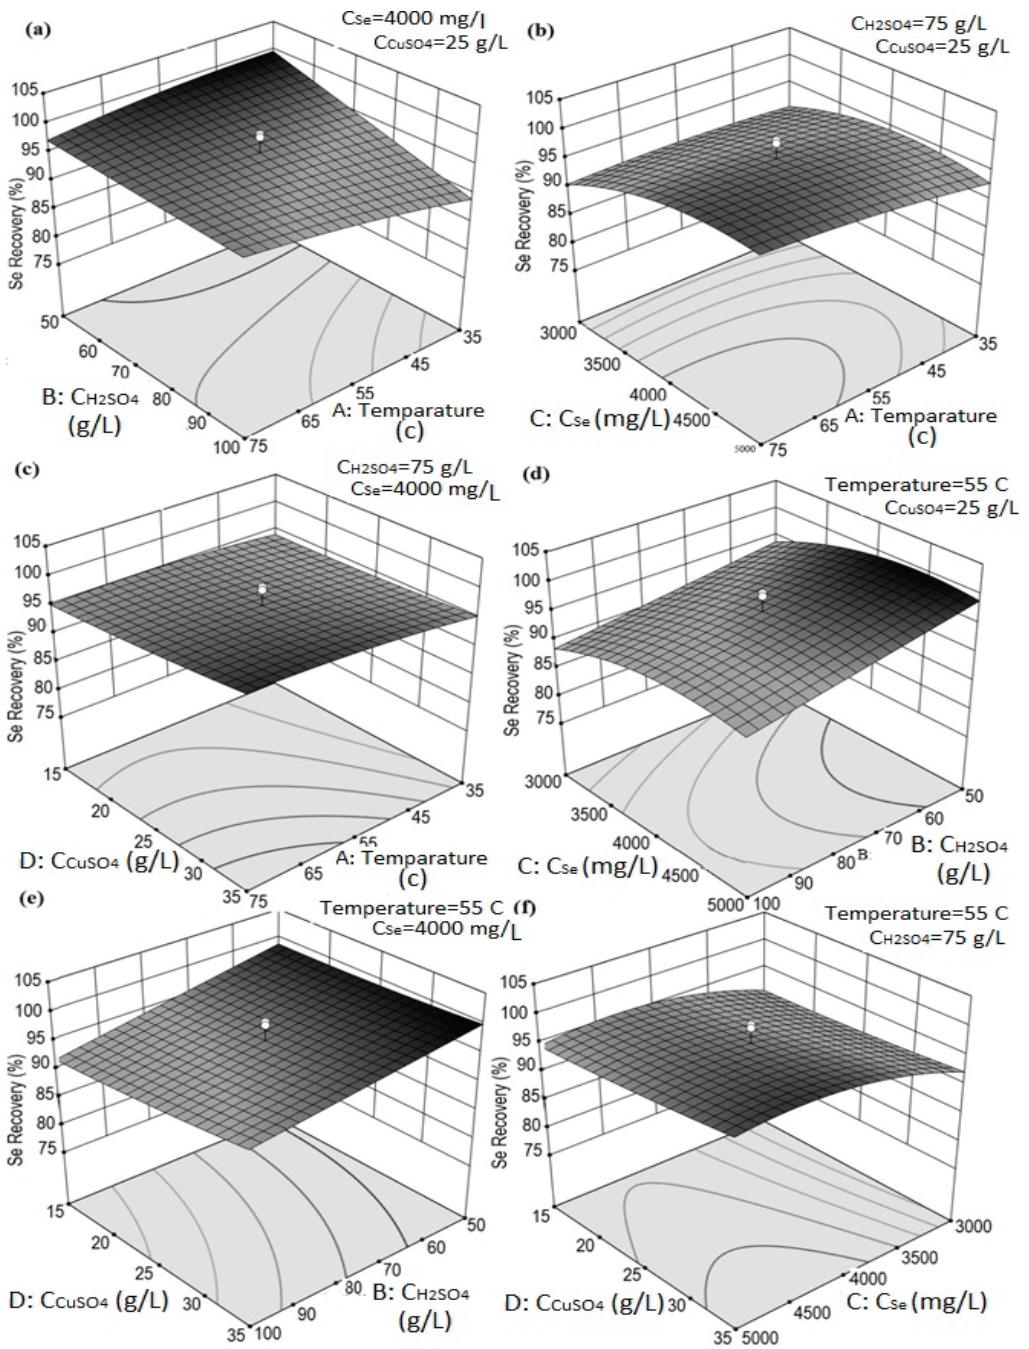 (a)
CSe=4000 mg/l
CCuSO4=25 g/L
105
100
95
90
85
80
75
Se Recovery (%)
50
60
70
80
90
100
B: CH2SO4
(g/L)
35
45
55
65
75
A: Temparature
(c)
(b)
CH2SO4=75 g/L
CCuSO4=25 g/L
105
100
95
90
85
80
75
Se Recovery (%)
3000
3500
4000
4500
5000
C: CSe (mg/L)
35
45
55
65
75
A: Temparature
(c)
(c)
CH2SO4=75 g/L
CSe=4000 mg/L
105
100
95
90
85
80
75
Se Recovery (%)
15
20
25
30
35
D: CCuSO4 (g/L)
35
45
55
65
75
A: Temparature
(c)
(d)
Temperature=55 C
CCuSO4=25 g/L
105
100
95
90
85
80
75
Se Recovery (%)
3000
3500
4000
4500
5000
C: CSe (mg/L)
50
60
70
80
B:
90
100
B: CH2SO4
(g/L)
(e)
Temperature=55 C
CSe=4000 mg/L
105
100
95
90
85
80
75
Se Recovery (%)
15
20
25
30
35
D: CCuSO4 (g/L)
50
60
70
80
90
100
B: CH2SO4
(g/L)
(f)
Temperature=55 C
CH2SO4=75 g/L
105
100
95
90
85
80
75
Se Recovery (%)
15
20
25
30
35
D: CCuSO4 (g/L)
3000
3500
4000
4500
5000
C: CSe (mg/L)